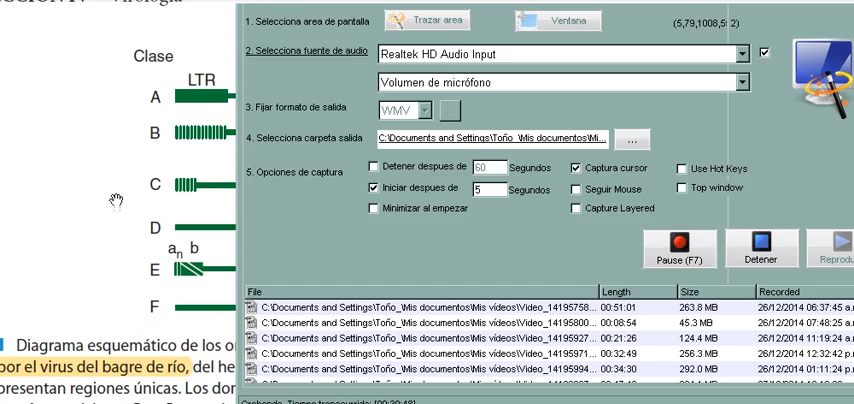 Virología
Clase
LTR
A
B
C
D
a n b
E
F
Diagrama esquemático de los o
por el virus del bagre de río, del he
presentan regiones únicas. Los dor
1. Selecciona area de pantalla
Trazar area
Ventana
2. Selecciona fuente de audio
Realtek HD Audio Input
Volumen de micrófono
3. Fijar formato de salida
WMV
...
4. Selecciona carpeta salida
C:\Documents and Settings\Toño_\Mis documentos\Mi...
...
5. Opciones de captura
Detener despues de 60 Segundos
Captura cursor
Use Hot Keys
Iniciar despues de 5 Segundos
Seguir Mouse
Top window
Minimizar al empezar
Capture Layered
Pause (F7)
Detener
Reprodu
File Length Size Recorded
C:\Documents and Settings\Toño_\Mis documentos\Mis vídeos\Video_14195758... 00:51:01 263.8 MB 26/12/2014 06:37:45 a.
C:\Documents and Settings\Toño_\Mis documentos\Mis vídeos\Video_14195800... 00:08:54 45.3 MB 26/12/2014 07:48:25 a.
C:\Documents and Settings\Toño_\Mis documentos\Mis vídeos\Video_14195927... 00:21:26 124.4 MB 26/12/2014 11:19:24 a
C:\Documents and Settings\Toño_\Mis documentos\Mis vídeos\Video_14195971... 00:32:49 256.3 MB 26/12/2014 12:32:42 p
C:\Documents and Settings\Toño_\Mis documentos\Mis vídeos\Video_14195994... 00:34:30 292.0 MB 26/12/2014 01:11:24 p